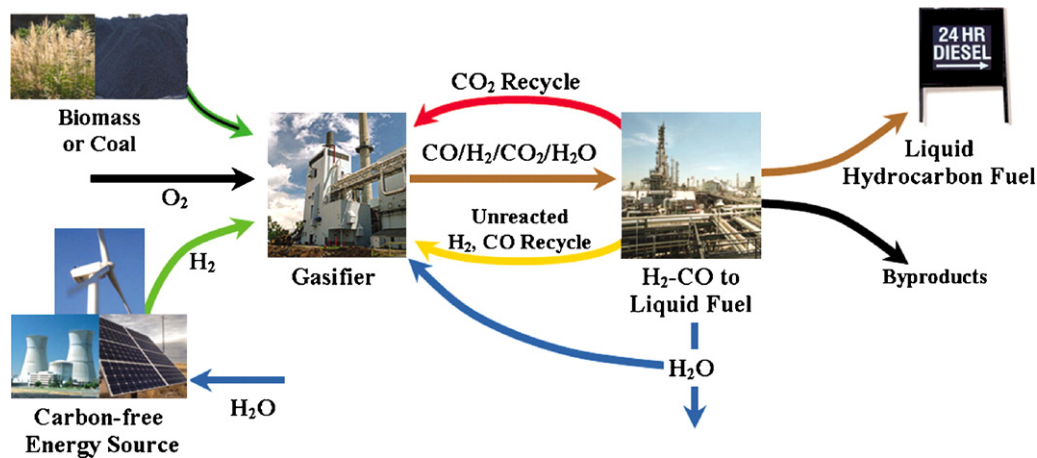 Biomass
or Coal
O₂
H₂
Carbon-free
Energy Source
H₂O
Gasifier
CO₂ Recycle
CO/H₂/CO₂/H₂O
Unreacted
H₂, CO Recycle
H₂-CO to
Liquid Fuel
H₂O
24 HR
DIESEL
Liquid
Hydrocarbon Fuel
Byproducts